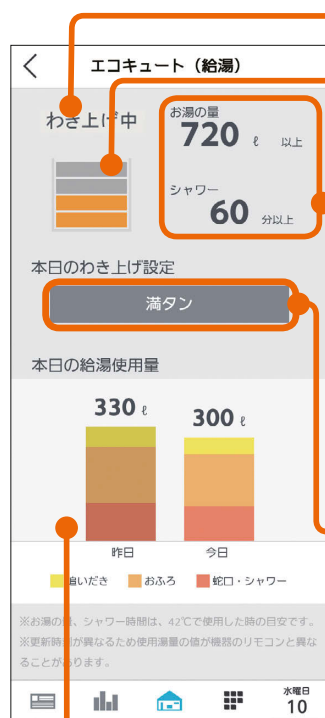 エコキュート（給湯）
わき上げ中
お湯の量
720 ℓ 以上
シャワー
60 分以上
本日のわき上げ設定
満タン
本日の給湯使用量
330 ℓ
300 ℓ
昨日
今日
追いだき おふろ 蛇口・シャワー
※お湯の量、シャワー時間は、42℃で使用した時の目安です。
※更新時刻が異なるため使用湯量の値が機器のリモコンと異な
ることがあります。
水曜日
10